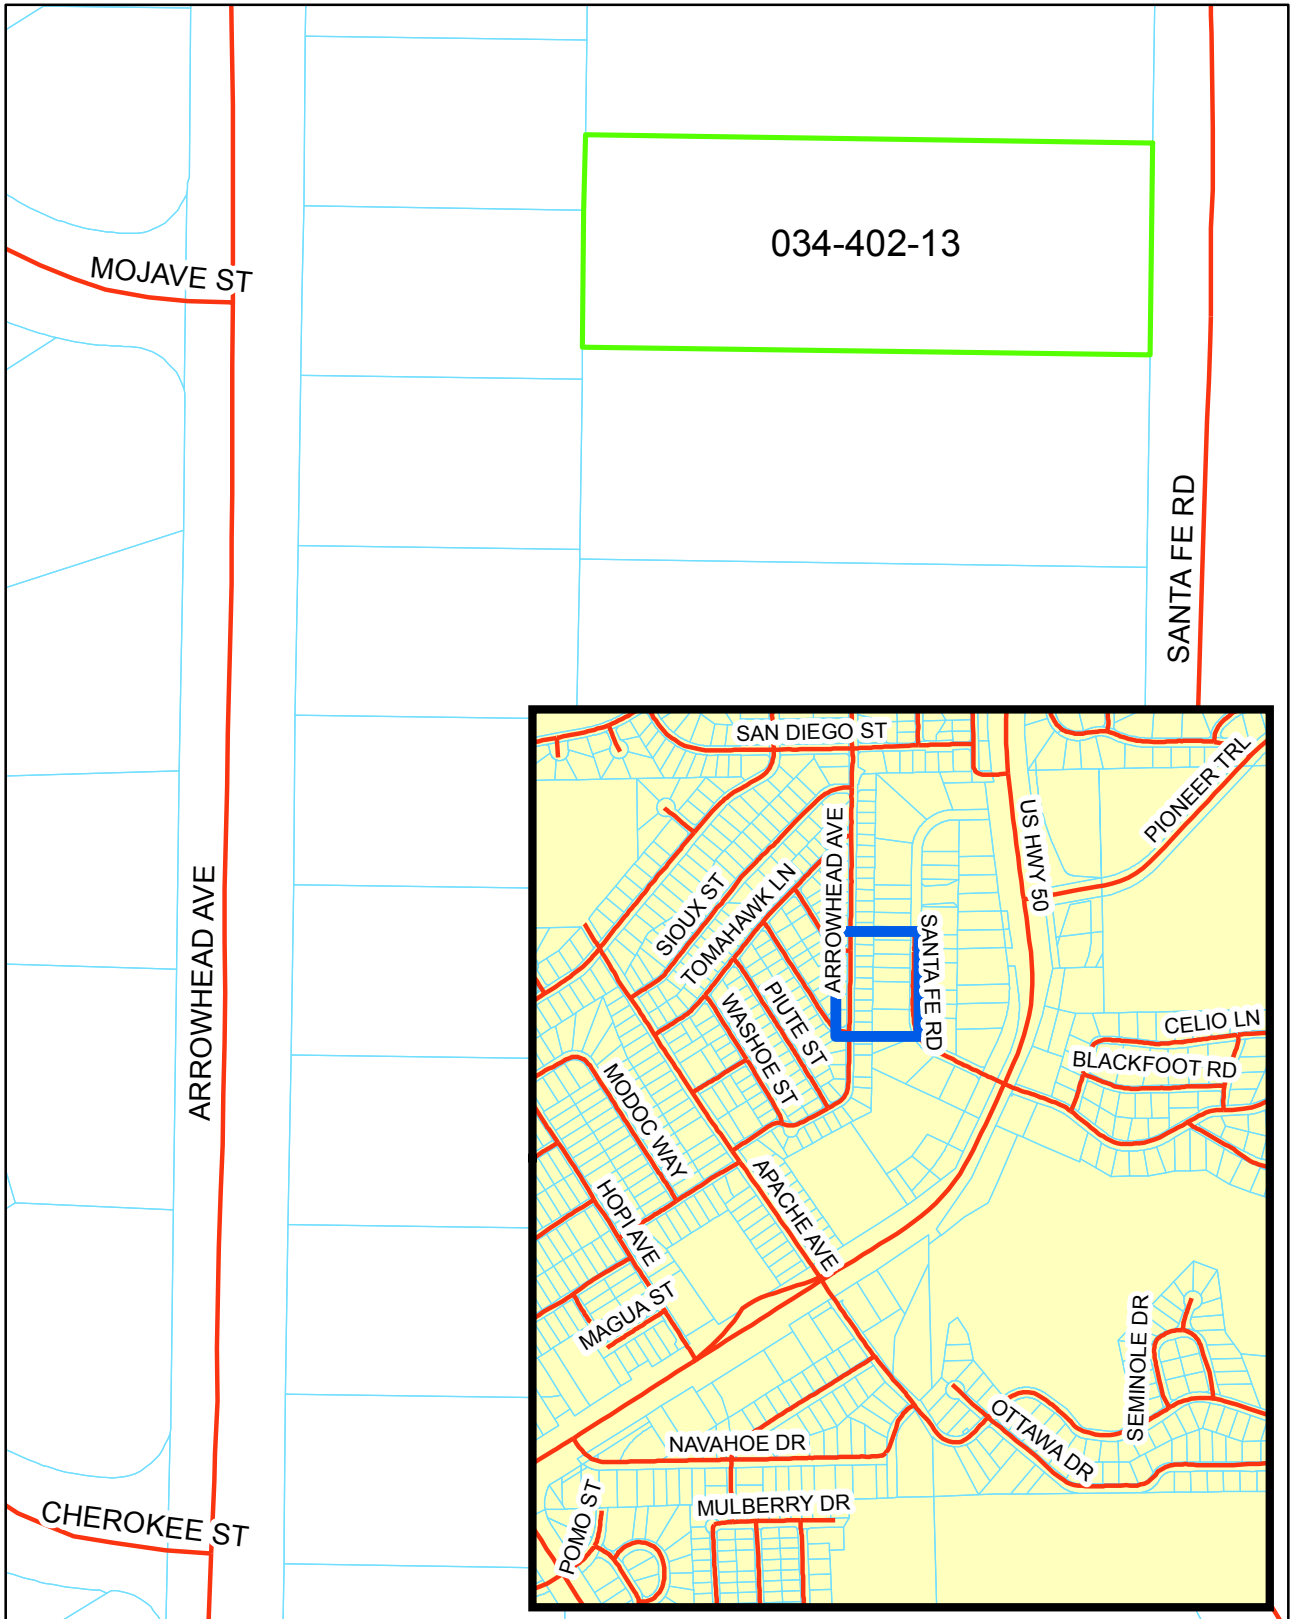 034-402-13
MOJAVE ST
SANTA FE RD
ARROWHEAD AVE
CHEROKEE ST
SAN DIEGO ST
PIONEER TRL
US HWY 50
ARROWHEAD AVE
SIOUX ST
TOMAHAWK LN
SANTA FE RD
PIUTE ST
WASHOE ST
CELIO LN
BLACKFOOT RD
MODOC WAY
APACHE AVE
HOPI AVE
MAGUA ST
SEMINOLE DR
OTTAWA DR
NAVAHOE DR
MULBERRY DR
POMO ST